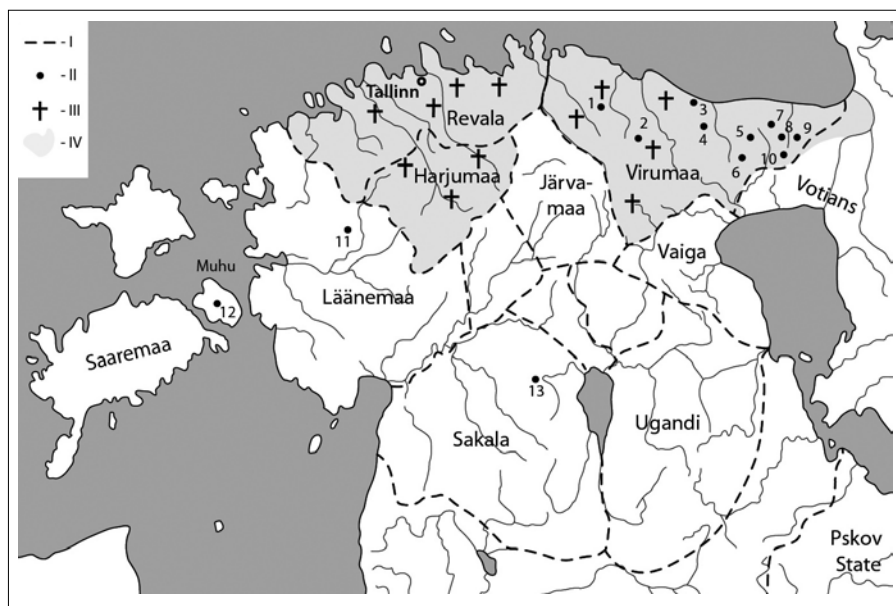 - I
- II
- III
- IV
Tallinn
Revala
Harjumaa
Järva-
maa
Virumaa
Votians
Vaiga
Läänemaa
Muhu
Saaremaa
Sakala
Ugandi
Pskov
State
1
2
3
4
5
6
7
8
9
10
11
12
13